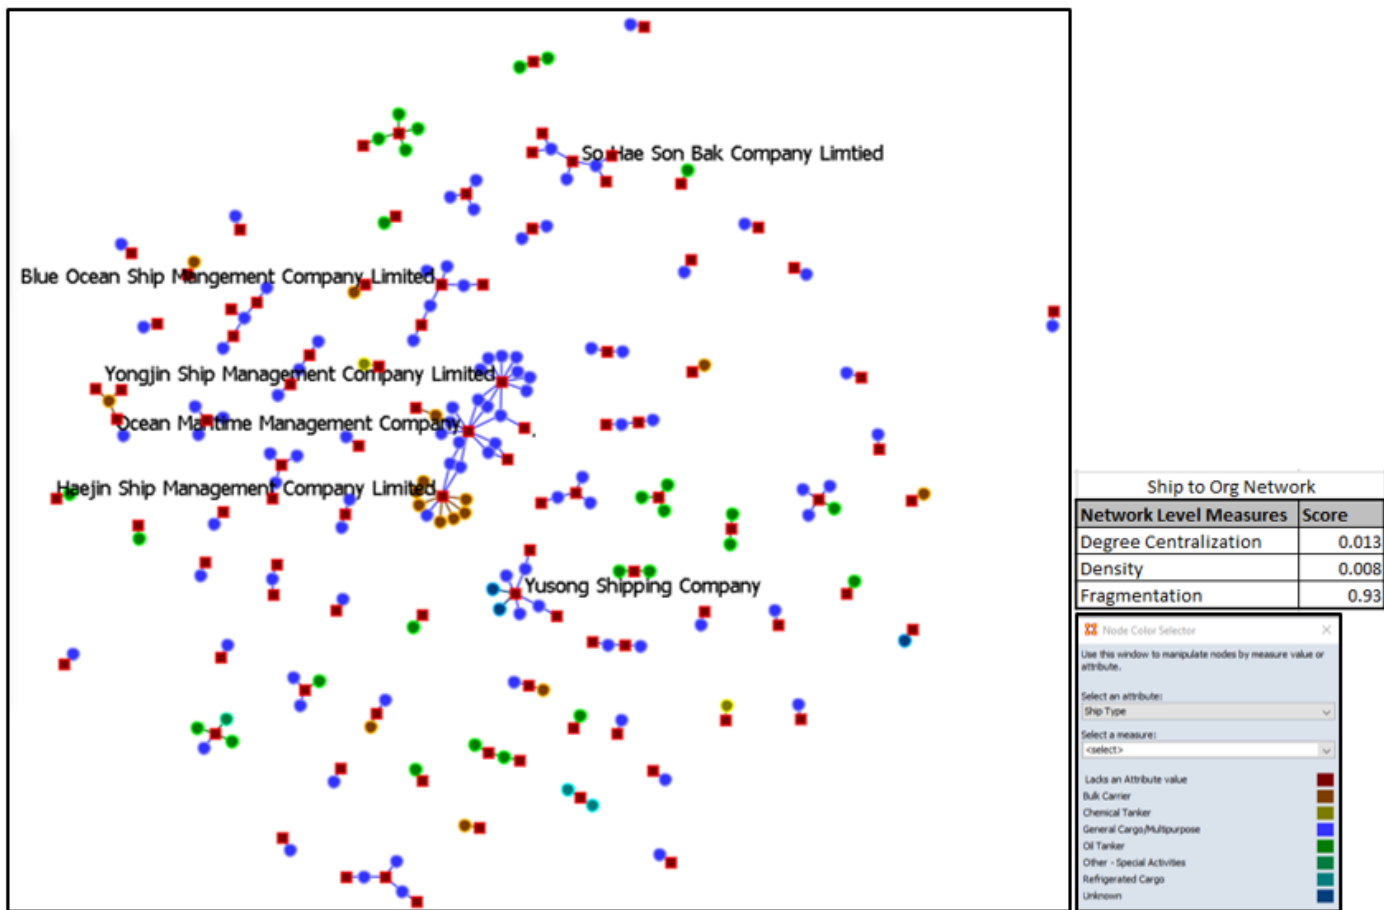 So Hae Son Bak Company Limtied
Blue Ocean Ship Mangement Company Limited
Yongjin Ship Management Company Limited
Ocean Maritime Management Company
Haejin Ship Management Company Limited
Yusong Shipping Company
Ship to Org Network
Network Level Measures Score
Degree Centralization 0.013
Density 0.008
Fragmentation 0.93
Node Color Selector
Use this window to manipulate nodes by measure value or
attribute.
Select an attribute:
Ship Type
Select a measure:
<select>
Lacks an Attribute value
Bulk Carrier
Chemical Tanker
General Cargo/Multipurpose
Oil Tanker
Other - Special Activities
Refrigerated Cargo
Unknown